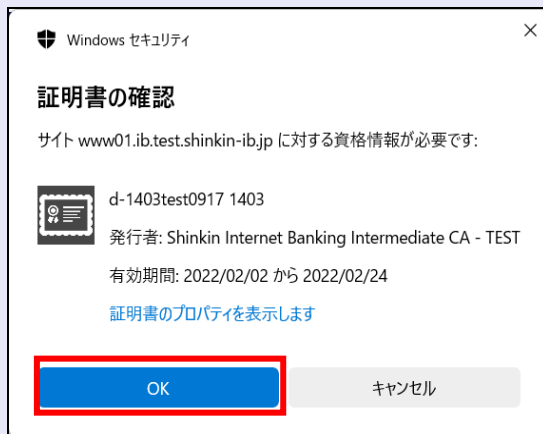 Windows セキュリティ
証明書の確認
サイト www01.ib.test.shinkin-ib.jp に対する資格情報が必要です:
d-1403test0917 1403
発行者: Shinkin Internet Banking Intermediate CA - TEST
有効期間: 2022/02/02 から 2022/02/24
証明書のプロパティを表示します
OK キャンセル